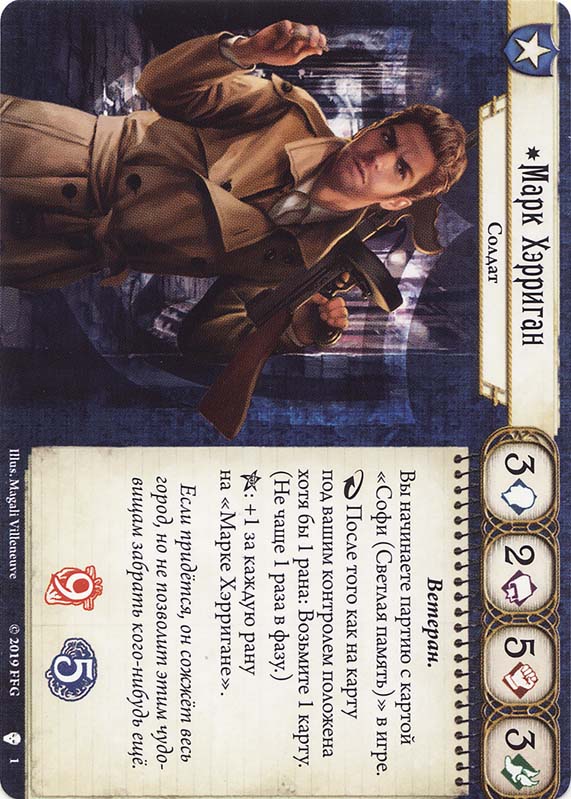 Марк Хэрриган
Солдат
3 2 5 3
Ветеран.
Вы начинаете партию с картой
«Софи (Светлая память)» в игре.
После того как на карту
под вашим контролем положена
хотя бы 1 рана: Возьмите 1 карту.
(Не чаще 1 раза в фазу.)
: +1 за каждую рану
на «Марке Хэрригане».
Если придётся, он сожжёт весь
город, но не позволит этим чудо-
вищам забрать кого-нибудь ещё.
9 5
Illus. Magali Villeneuve © 2019 FFG 1